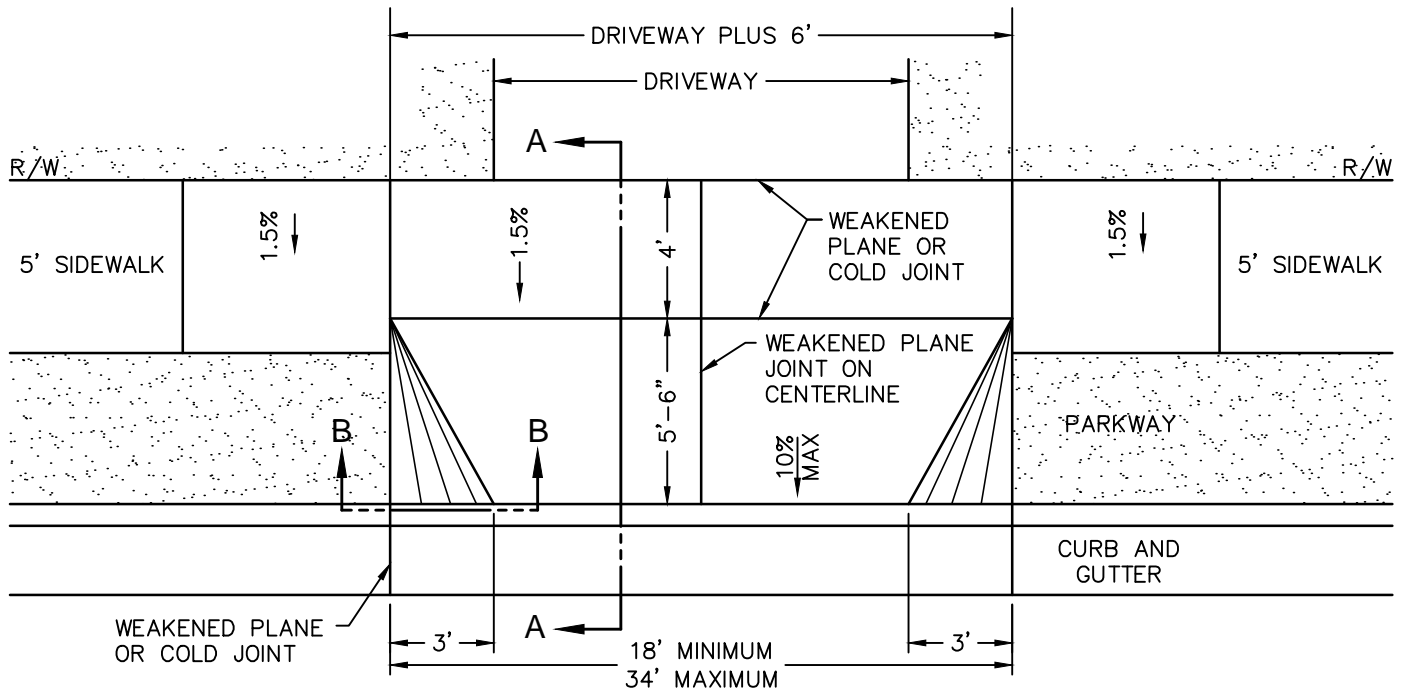 DRIVEWAY PLUS 6'
DRIVEWAY
A
R/W
R/W
1.5%
1.5%
4'
WEAKENED
PLANE OR
COLD JOINT
1.5%
5' SIDEWALK
5' SIDEWALK
WEAKENED PLANE
JOINT ON
CENTERLINE
5'-6"
B
B
10%
MAX
PARKWAY
CURB AND
GUTTER
WEAKENED PLANE
OR COLD JOINT
3'
A
18' MINIMUM
34' MAXIMUM
3'